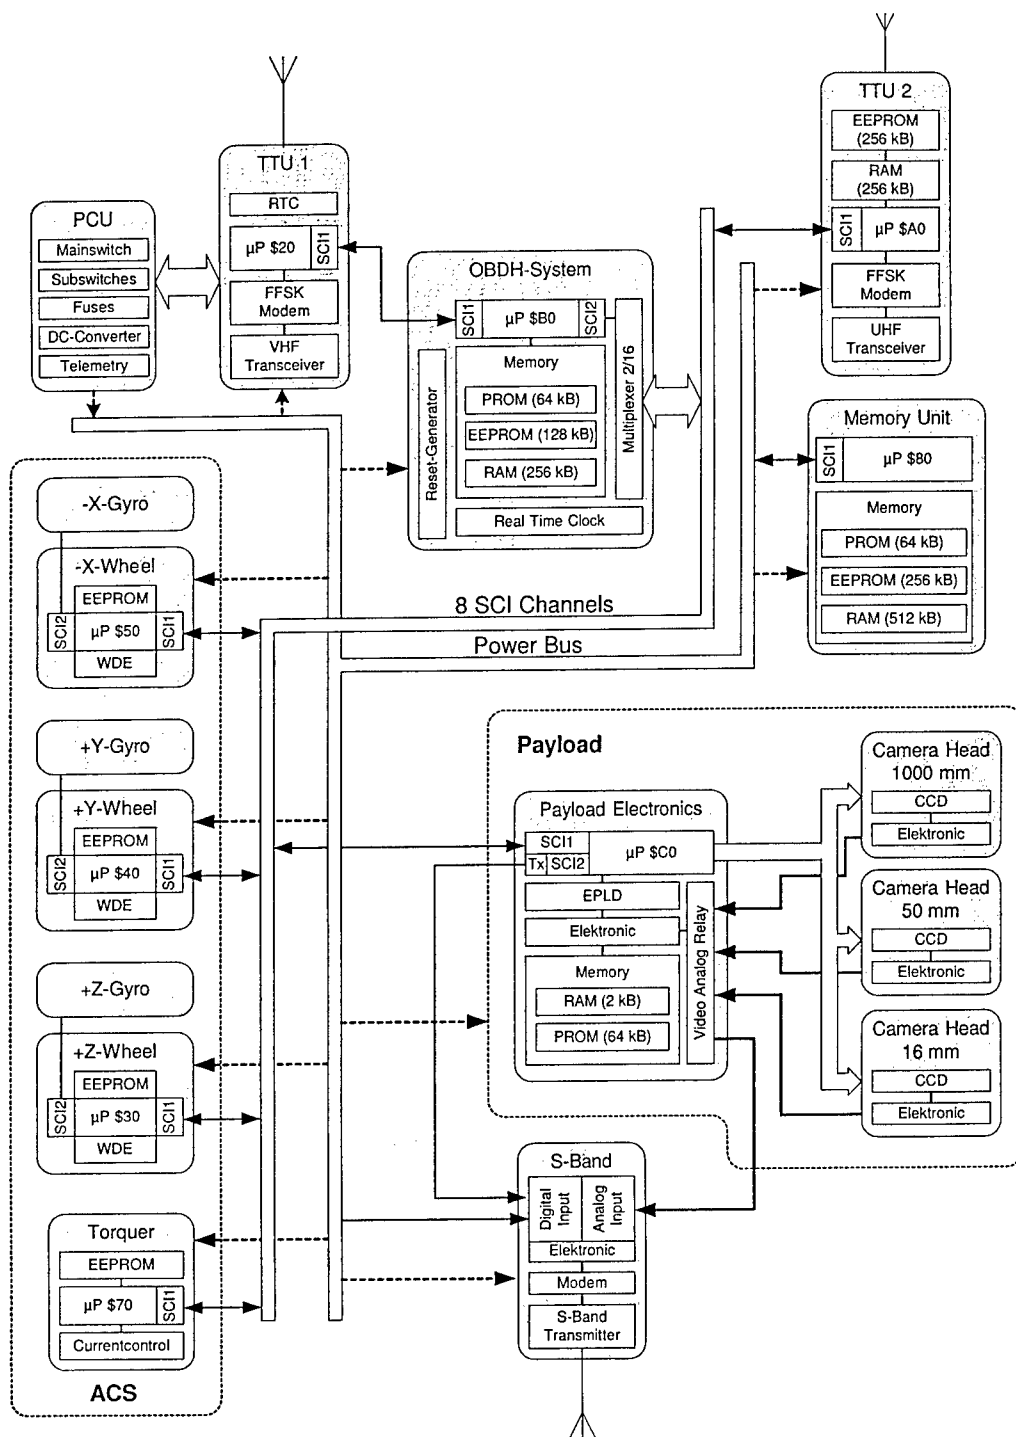 TTU 2
EEPROM
(256 kB)
RAM
(256 kB)
SCI1
µP $A0
FFSK
Modem
UHF
Transceiver
TTU 1
RTC
µP $20
SCI1
FFSK
Modem
VHF
Transceiver
PCU
Mainswitch
Subswitches
Fuses
DC-Converter
Telemetry
OBDH-System
SCI1
µP $B0
SCI2
Memory
PROM (64 kB)
EEPROM (128 kB)
RAM (256 kB)
Reset-Generator
Multiplexer 2/16
Real Time Clock
Memory Unit
SCI1
µP $80
Memory
PROM (64 kB)
EEPROM (256 kB)
RAM (512 kB)
8 SCI Channels
Power Bus
-X-Gyro
-X-Wheel
EEPROM
SCI2
µP $50
SCI1
WDE
+Y-Gyro
+Y-Wheel
EEPROM
SCI2
µP $40
SCI1
WDE
+Z-Gyro
+Z-Wheel
EEPROM
SCI2
µP $30
SCI1
WDE
Torquer
EEPROM
µP $70
SCI1
Currentcontrol
ACS
Payload
Payload Electronics
SCI1
Tx
SCI2
µP $C0
EPLD
Elektronic
Memory
RAM (2 kB)
PROM (64 kB)
Video Analog Relay
Camera Head
1000 mm
CCD
Elektronic
Camera Head
50 mm
CCD
Elektronic
Camera Head
16 mm
CCD
Elektronic
S-Band
Digital
Input
Analog
Input
Elektronic
Modem
S-Band
Transmitter